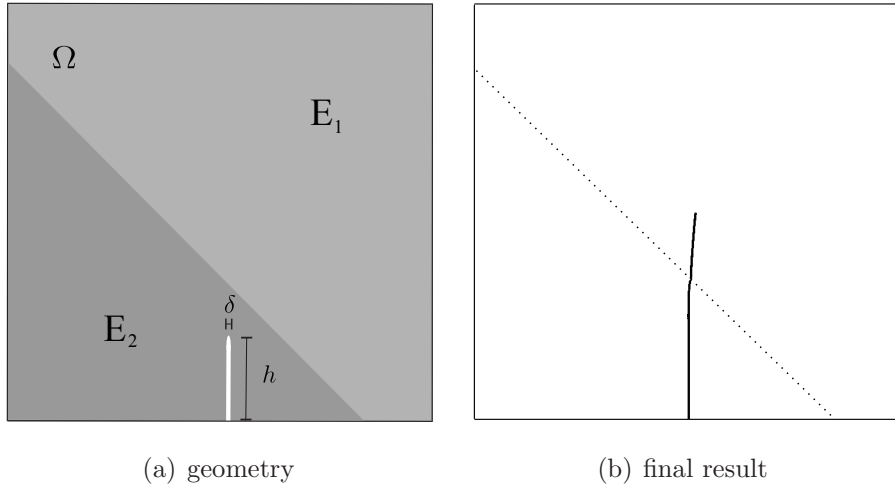 Ω
E₁
δ
E₂
h
(a) geometry
(b) final result